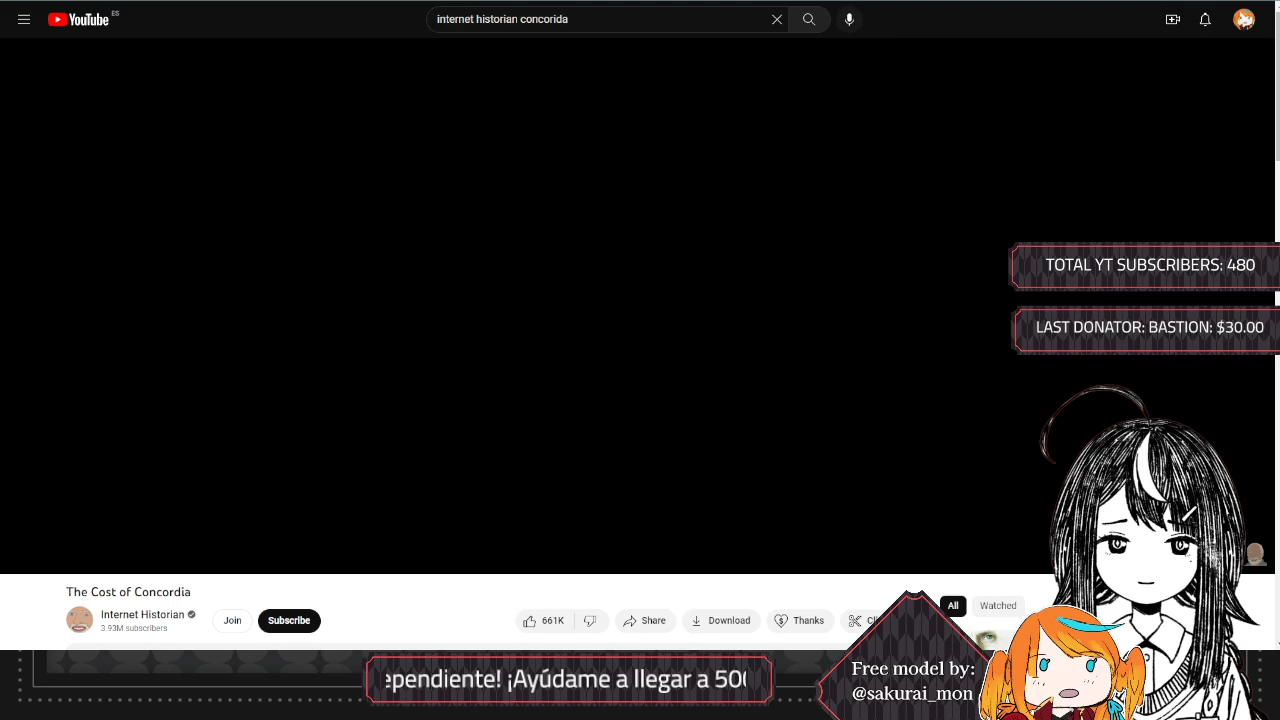 YouTube ES
internet historian concorida
TOTAL YT SUBSCRIBERS: 480
LAST DONATOR: BASTION: $30.00
The Cost of Concordia
Internet Historian
3.93M subscribers
Join
Subscribe
661K
Share
Download
Thanks
All
Watched
ependiente! ¡Ayúdame a llegar a 50
Free model by:
@sakurai_mon